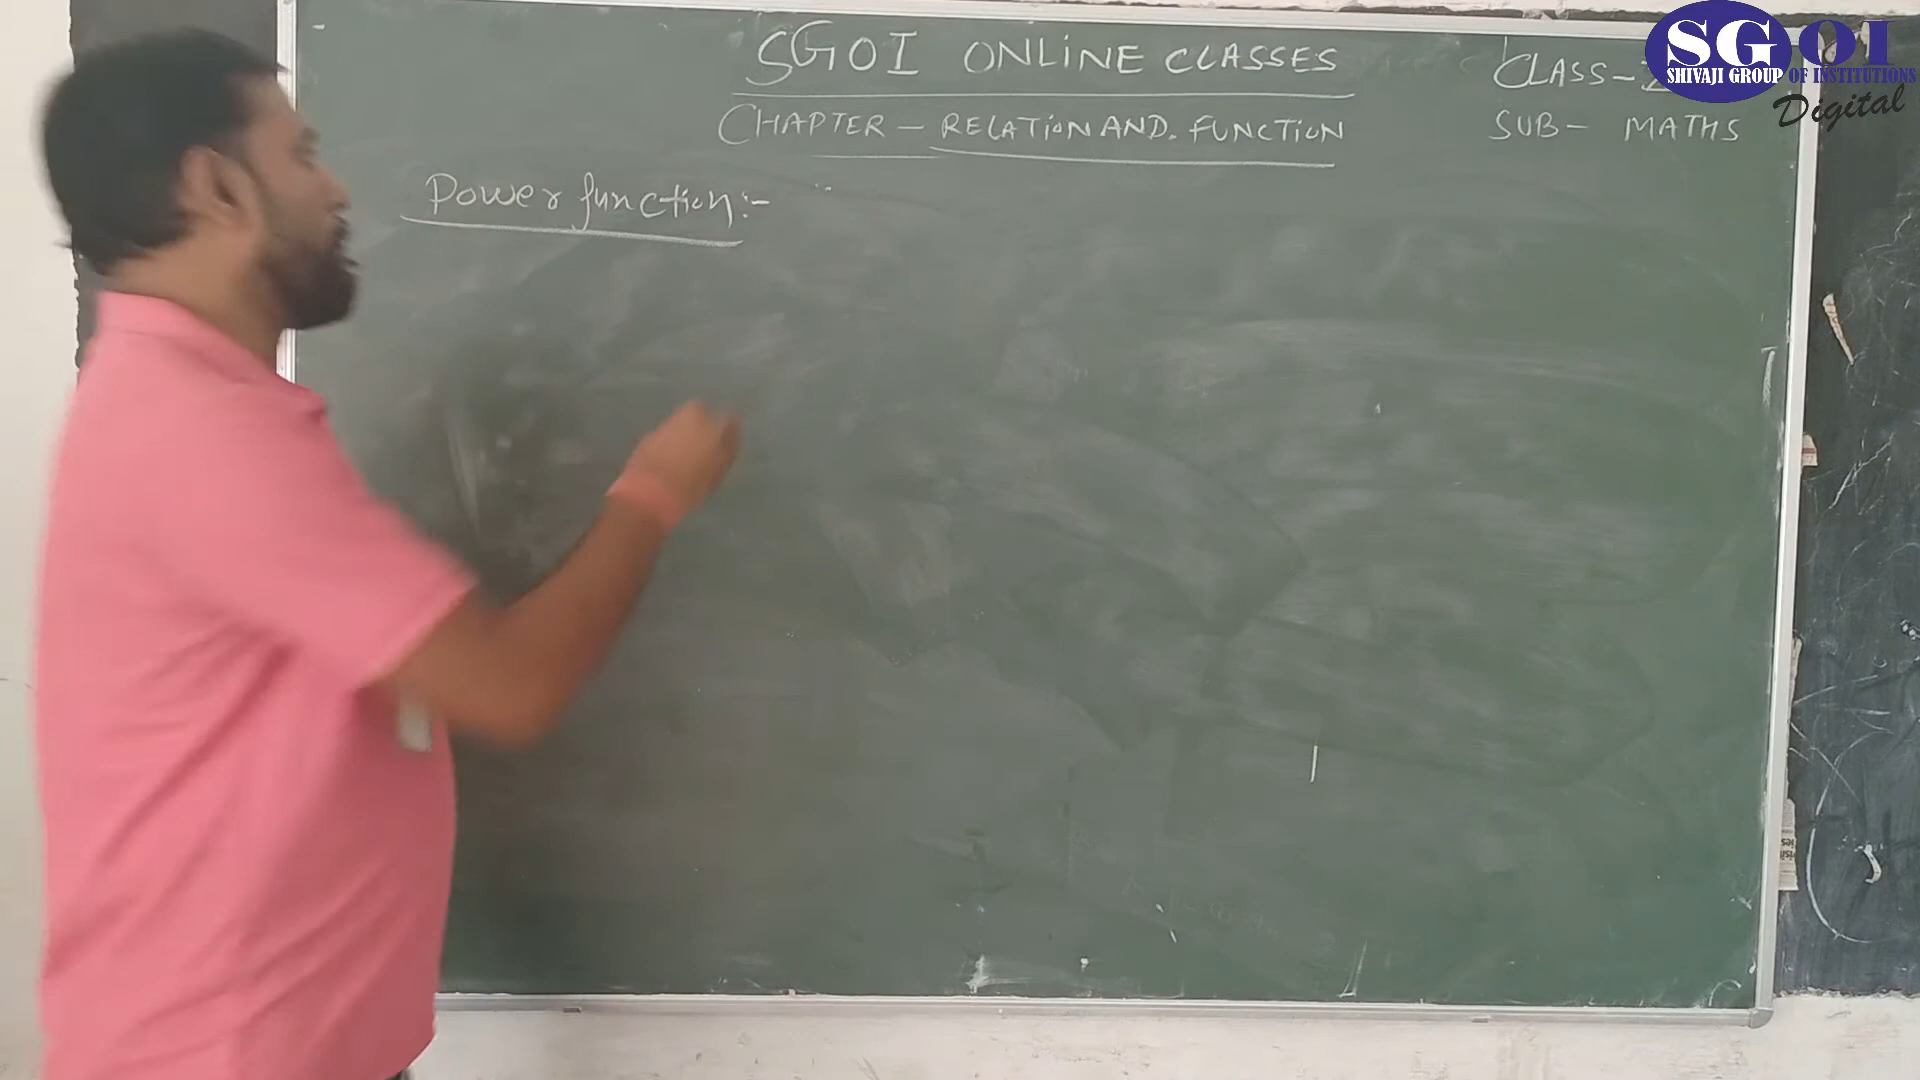 SGOI ONLINE CLASSES
CLASS-
CHAPTER - RELATION AND. FUNCTION
SUB- MATHS
Power function:-
SGOI
SHIVAJI GROUP OF INSTITUTIONS
Digital